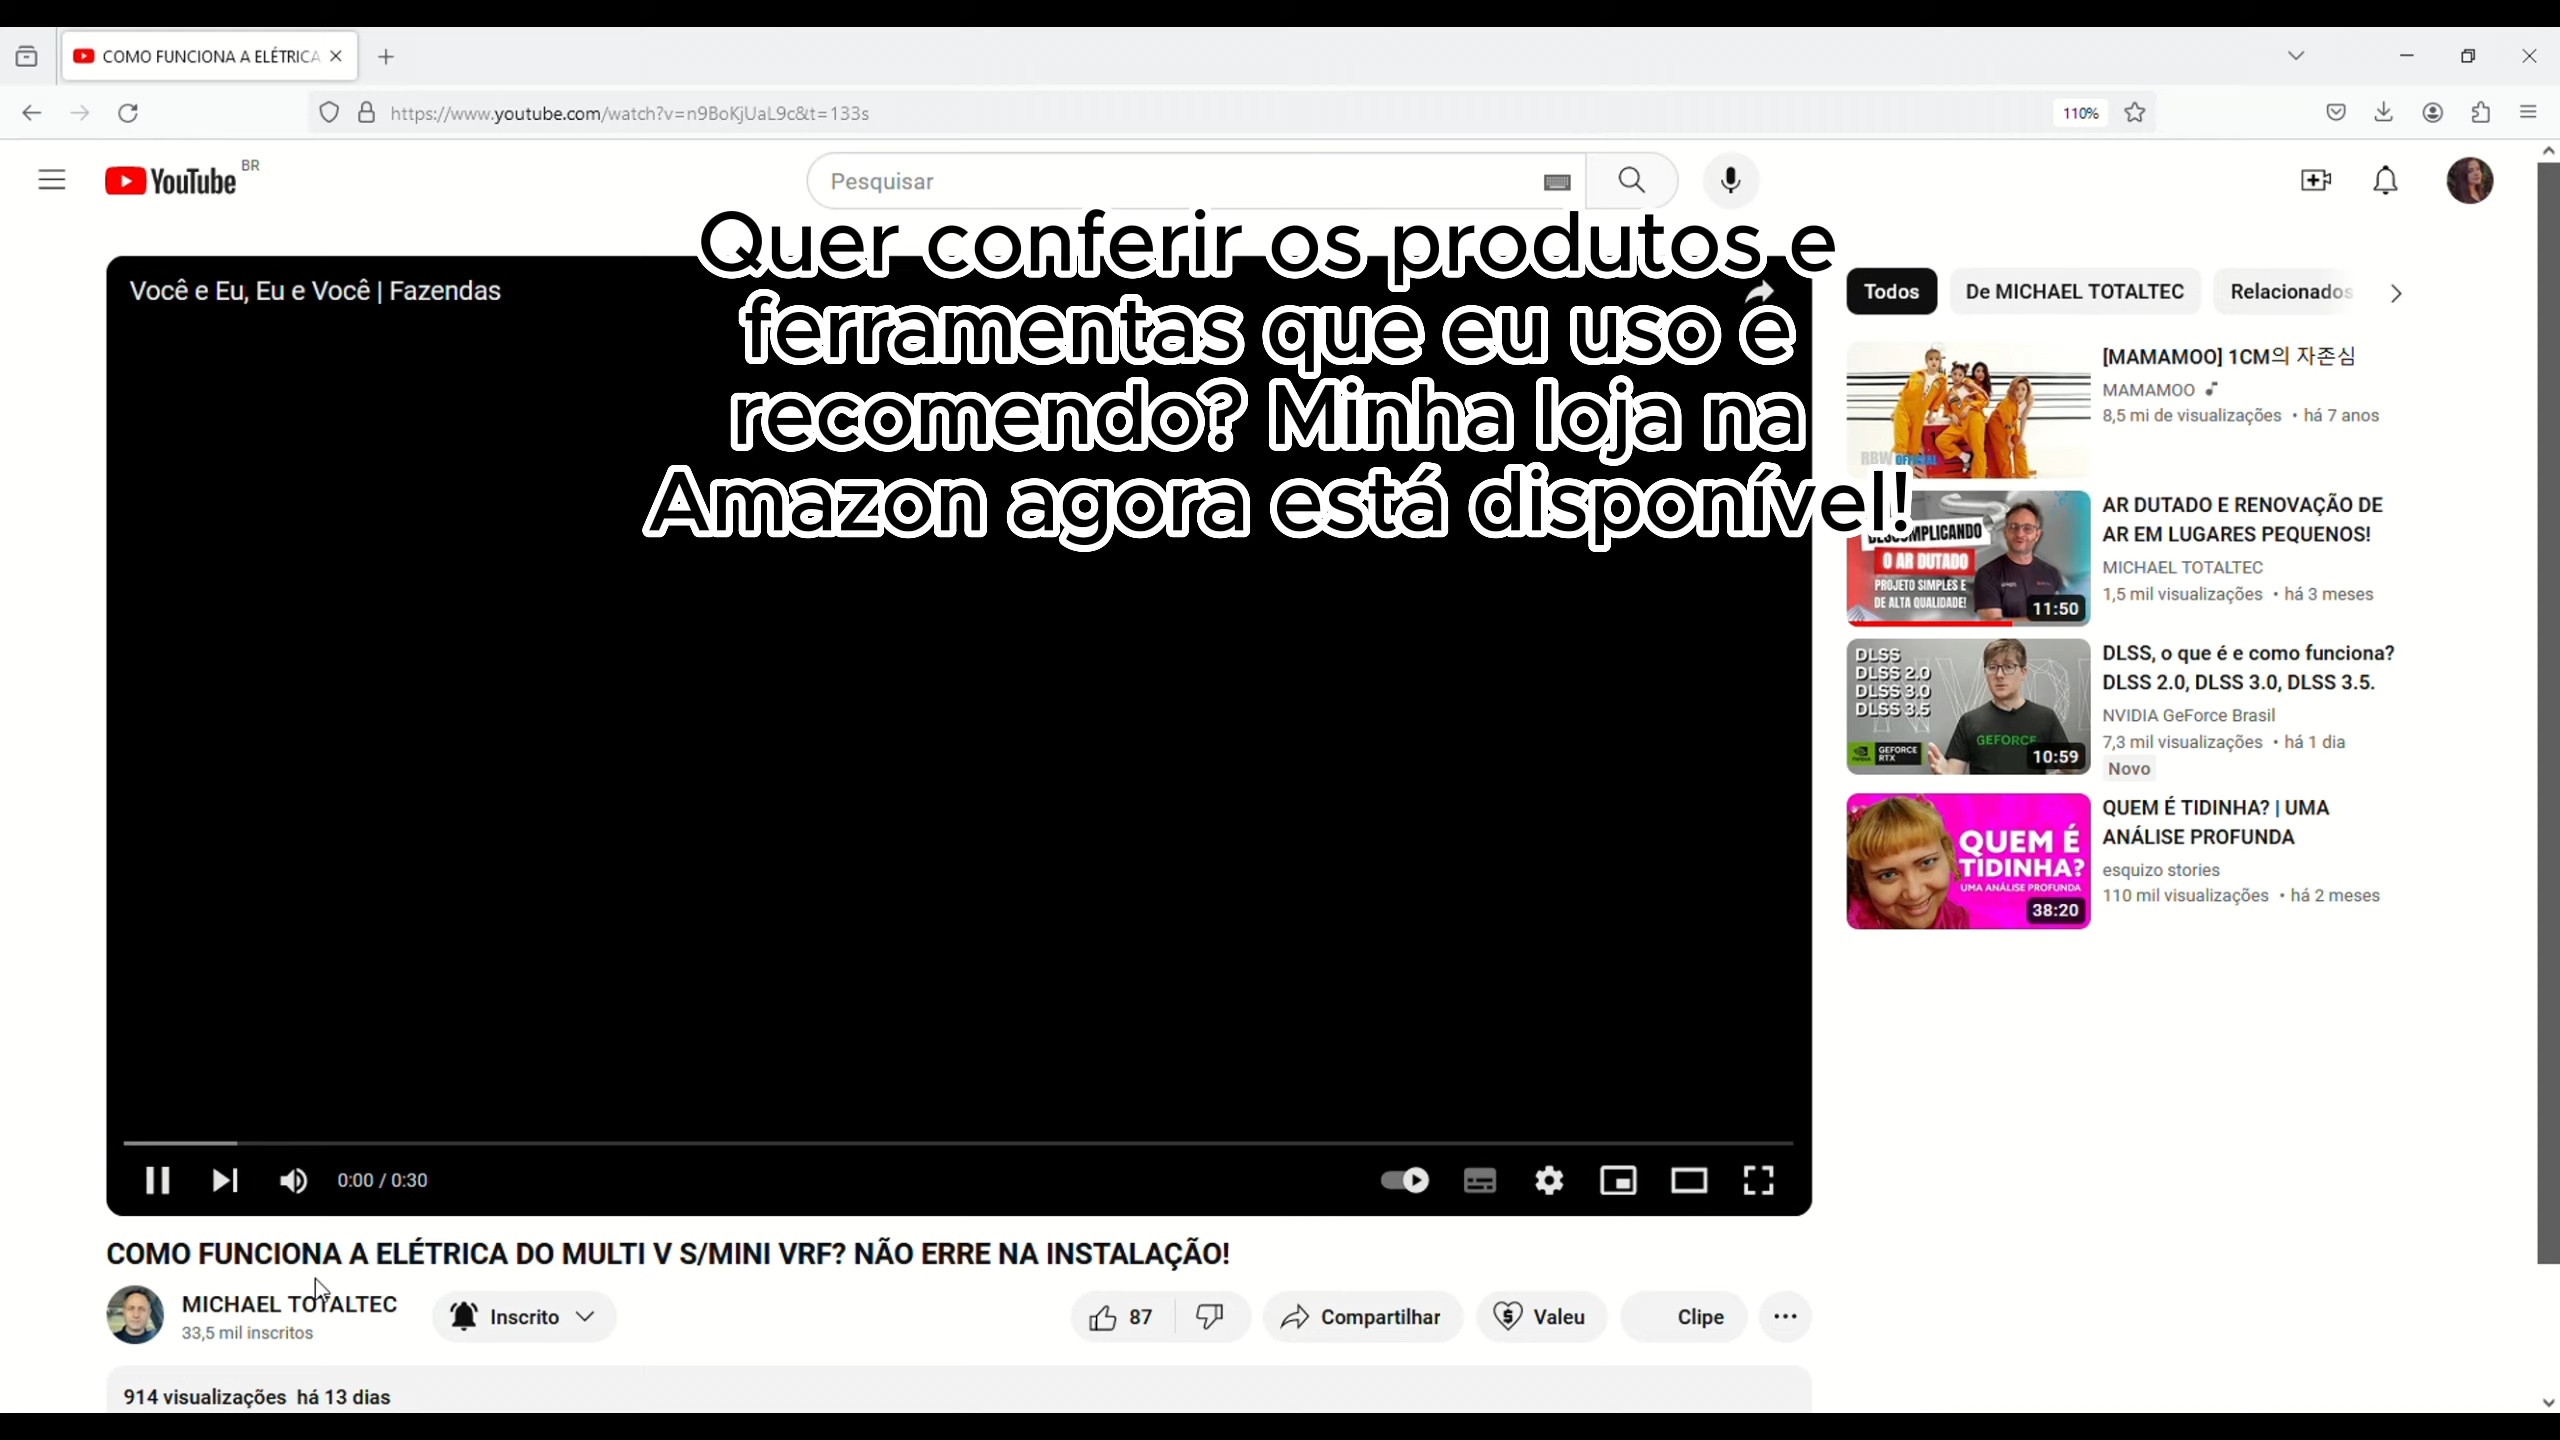 COMO FUNCIONA A ELÉTRICA
https://www.youtube.com/watch?v=n9BoKjUaL9c&t=133s
110%
YouTube BR
Pesquisar
Quer conferir os produtos e
ferramentas que eu uso e
recomendo? Minha loja na
Amazon agora está disponível!
Você e Eu, Eu e Você | Fazendas
0:00 / 0:30
COMO FUNCIONA A ELÉTRICA DO MULTI V S/MINI VRF? NÃO ERRE NA INSTALAÇÃO!
MICHAEL TOTALTEC
33,5 mil inscritos
Inscrito
87
Compartilhar
Valeu
Clipe
914 visualizações há 13 dias
Todos
De MICHAEL TOTALTEC
Relacionados
RBW OFFICIAL
[MAMAMOO] 1CM의 자존심
MAMAMOO
8,5 mi de visualizações • há 7 anos
DESCOMPLICANDO
O AR DUTADO
PROJETO SIMPLES E
DE ALTA QUALIDADE!
11:50
AR DUTADO E RENOVAÇÃO DE
AR EM LUGARES PEQUENOS!
MICHAEL TOTALTEC
1,5 mil visualizações • há 3 meses
DLSS
DLSS 2.0
DLSS 3.0
DLSS 3.5
GEFORCE
GEFORCE
RTX
10:59
DLSS, o que é e como funciona?
DLSS 2.0, DLSS 3.0, DLSS 3.5.
NVIDIA GeForce Brasil
7,3 mil visualizações • há 1 dia
Novo
QUEM É
TIDINHA?
UMA ANÁLISE PROFUNDA
38:20
QUEM É TIDINHA? | UMA
ANÁLISE PROFUNDA
esquizo stories
110 mil visualizações • há 2 meses